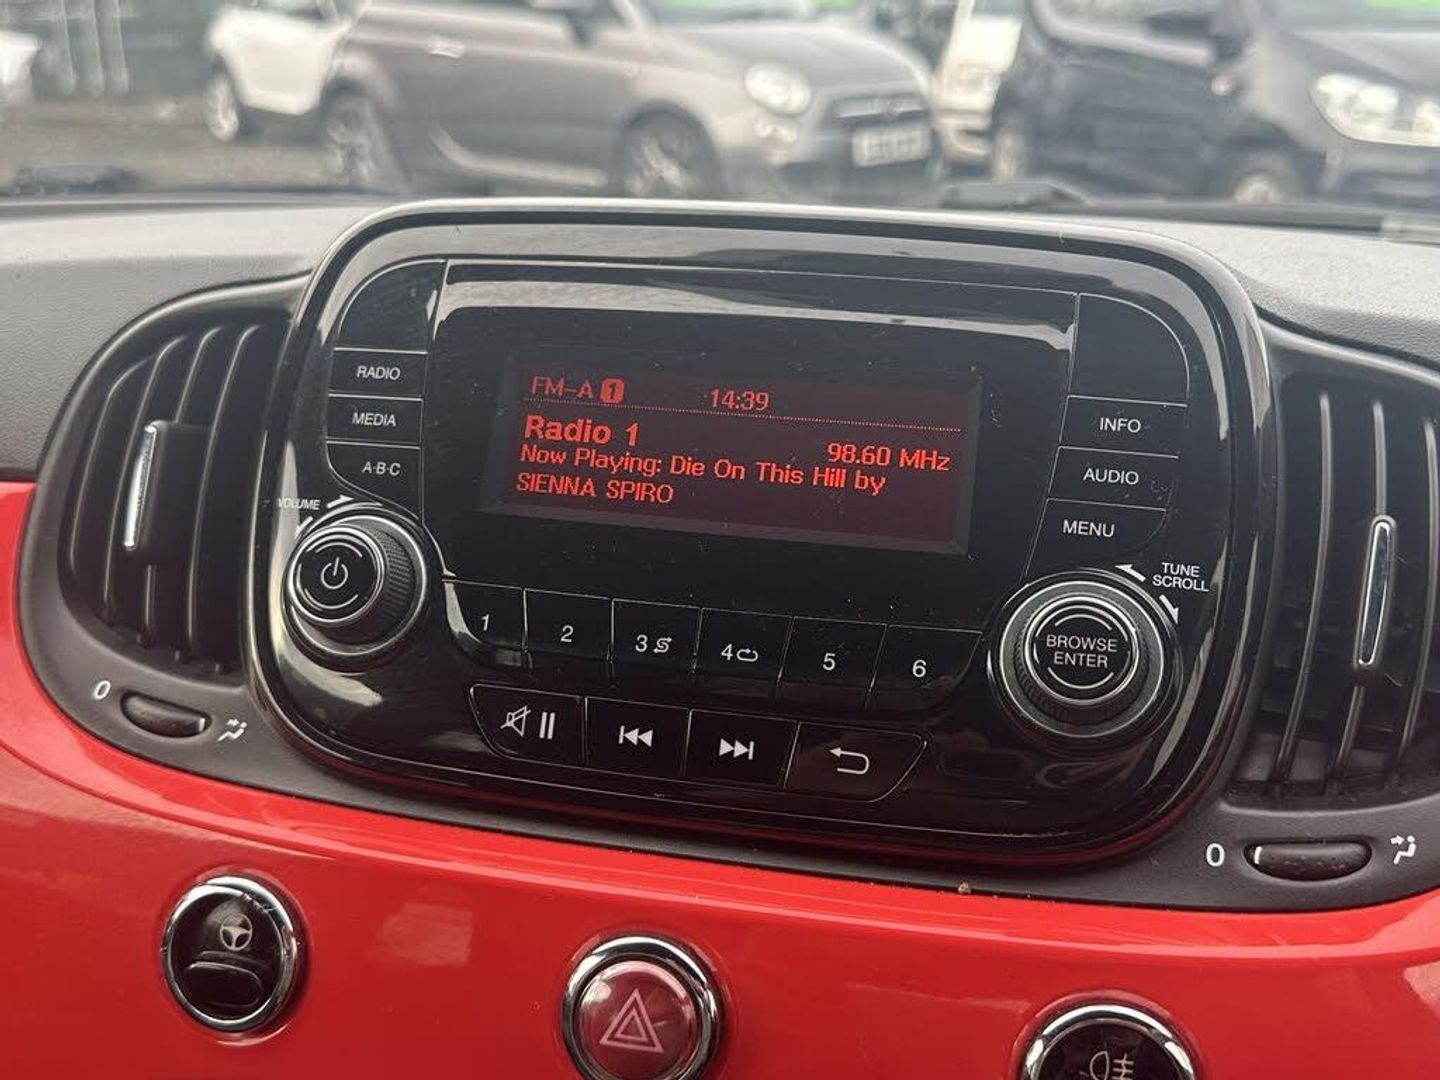 FM-A 1 14:39
Radio 1 98.60 MHz
Now Playing: Die On This Hill by
SIENNA SPIRO
RADIO
MEDIA
A·B·C
VOLUME
INFO
AUDIO
MENU
TUNE
SCROLL
BROWSE
ENTER
1 2 3 4 5 6
0
0